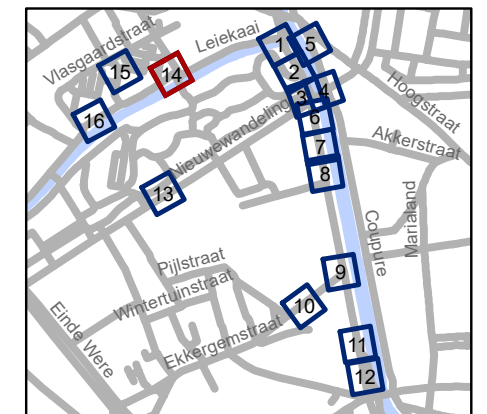 Vlasgaardstraat
Leiekaai
1
5
15
14
2
16
3
4
Hoogstraat
6
Nieuwewandeling
7
Akkerstraat
8
13
Marialand
Coupure
Pijlstraat
9
Wintertuinstraat
10
Einde Were
Ekkergemstraat
11
12